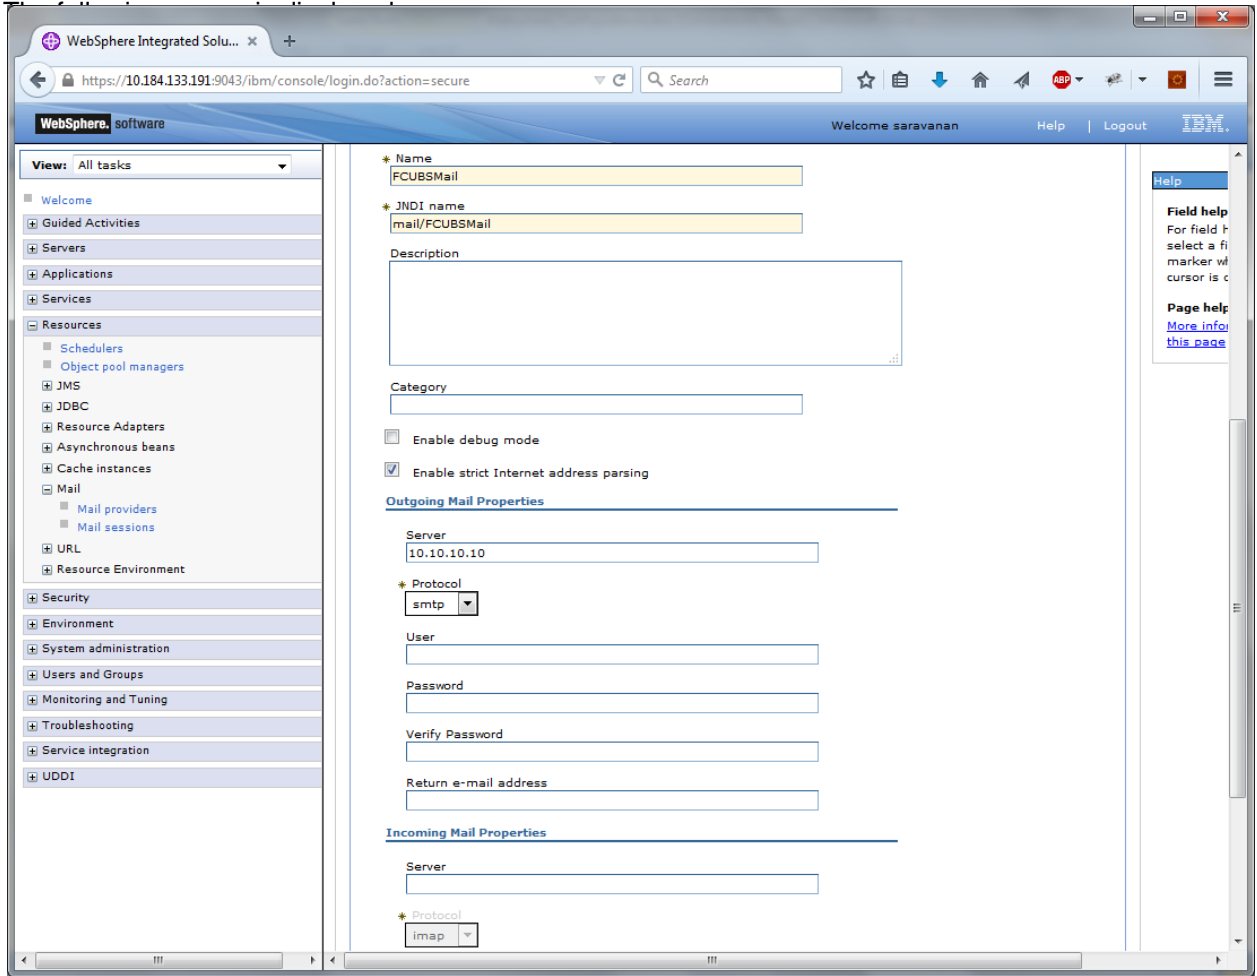 WebSphere Integrated Solu... × +
https://10.184.133.191:9043/ibm/console/login.do?action=secure Search ABP
WebSphere. software Welcome saravanan Help | Logout IBM.
View: All tasks
Welcome
Guided Activities
Servers
Applications
Services
Resources
Schedulers
Object pool managers
JMS
JDBC
Resource Adapters
Asynchronous beans
Cache instances
Mail
Mail providers
Mail sessions
URL
Resource Environment
Security
Environment
System administration
Users and Groups
Monitoring and Tuning
Troubleshooting
Service integration
UDDI
* Name
FCUBSMail
* JNDI name
mail/FCUBSMail
Description
Category
Enable debug mode
Enable strict Internet address parsing
Outgoing Mail Properties
Server
10.10.10.10
* Protocol
smtp
User
Password
Verify Password
Return e-mail address
Incoming Mail Properties
Server
* Protocol
imap
Help
Field help
For field
select a
marker
cursor is
Page help
More
this page